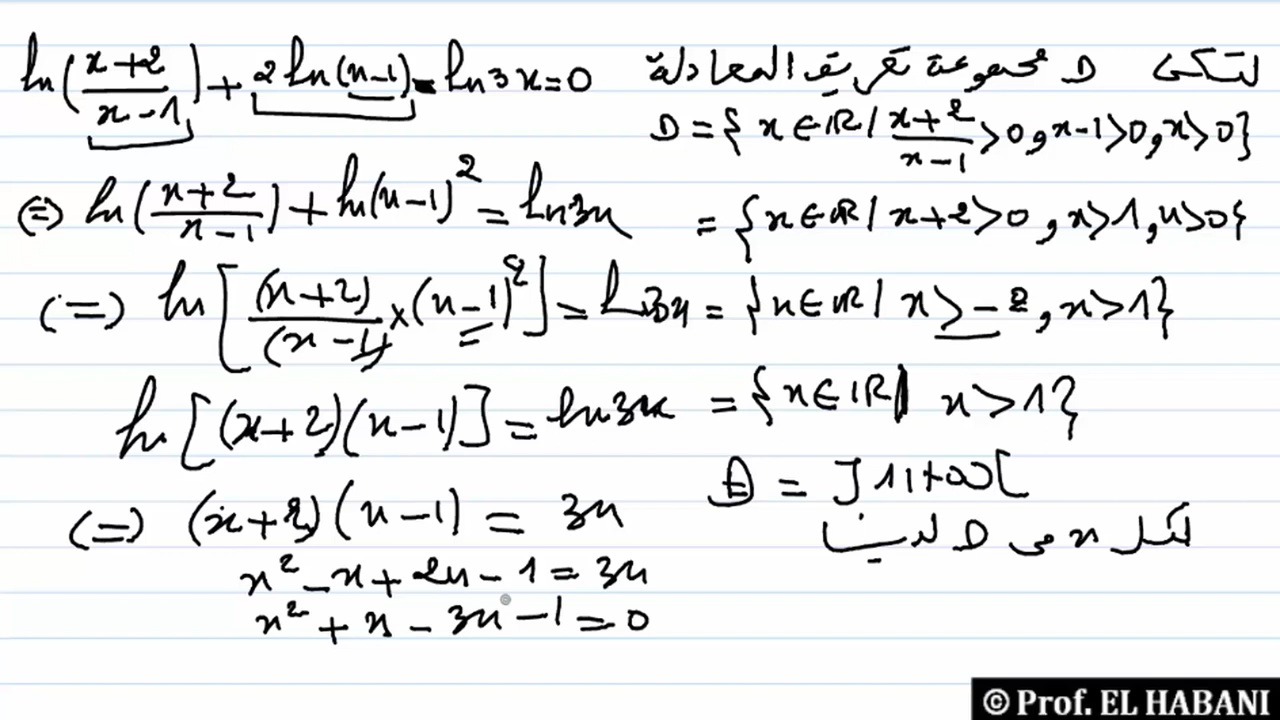 ln(x+2/x-1)+2ln(x-1)-ln3x=0
⇔ ln(x+2/x-1)+ln(x-1)²=ln3x
⇔ ln[(x+2)/(x-1)×(x-1)²]=ln3x
ln[(x+2)(x-1)]=ln3x
⇔ (x+2)(x-1)=3x
x²-x+2x-1=3x
x²+x-3x-1=0
لتكن D مجموعة تعريف المعادلة
D={x∈ℝ/x+2/x-1>0,x-1>0,x>0}
={x∈ℝ/x+2>0,x>1,x>0}
={x∈ℝ/x>-2,x>1}
={x∈ℝ/x>1}
D=]1,+∞[
لكل x من D لدينا
© Prof. EL HABANI